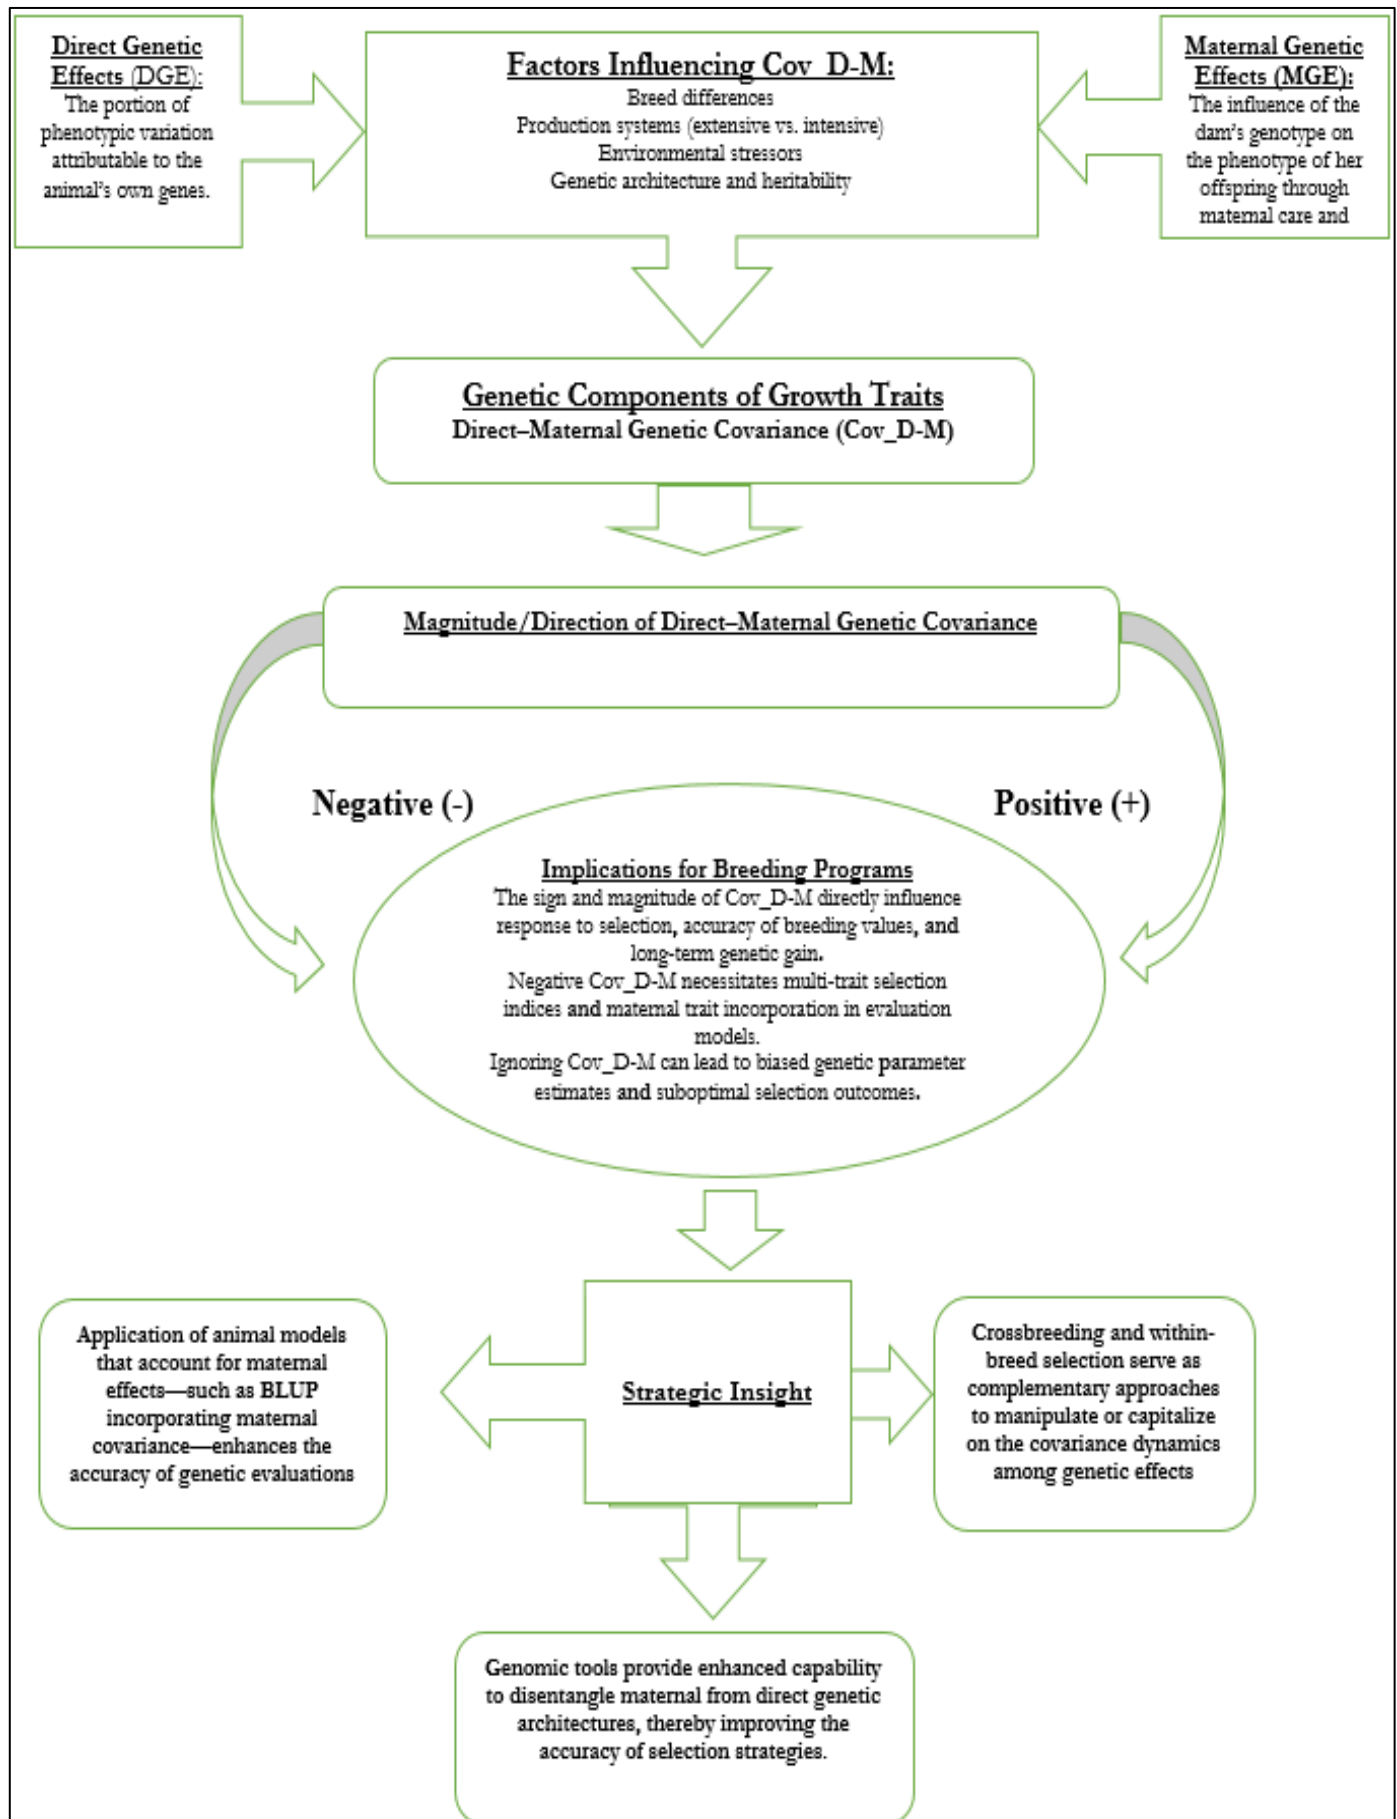 Direct Genetic
Effects (DGE):
The portion of
phenotypic variation
attributable to the
animal's own genes.
Factors Influencing Cov D-M:
Breed differences
Production systems (extensive vs. intensive)
Environmental stressors
Genetic architecture and heritability
Maternal Genetic
Effects (MGE):
The influence of the
dam's genotype on
the phenotype of her
offspring through
maternal care and
Genetic Components of Growth Traits
Direct–Maternal Genetic Covariance (Cov_D-M)
Magnitude/Direction of Direct–Maternal Genetic Covariance
Negative (-)
Positive (+)
Implications for Breeding Programs
The sign and magnitude of Cov_D-M directly influence
response to selection, accuracy of breeding values, and
long-term genetic gain.
Negative Cov_D-M necessitates multi-trait selection
indices and maternal trait incorporation in evaluation
models.
Ignoring Cov_D-M can lead to biased genetic parameter
estimates and suboptimal selection outcomes.
Strategic Insight
Application of animal models
that account for maternal
effects—such as BLUP
incorporating maternal
covariance—enhances the
accuracy of genetic evaluations
Crossbreeding and within-
breed selection serve as
complementary approaches
to manipulate or capitalize
on the covariance dynamics
among genetic effects
Genomic tools provide enhanced capability
to disentangle maternal from direct genetic
architectures, thereby improving the
accuracy of selection strategies.